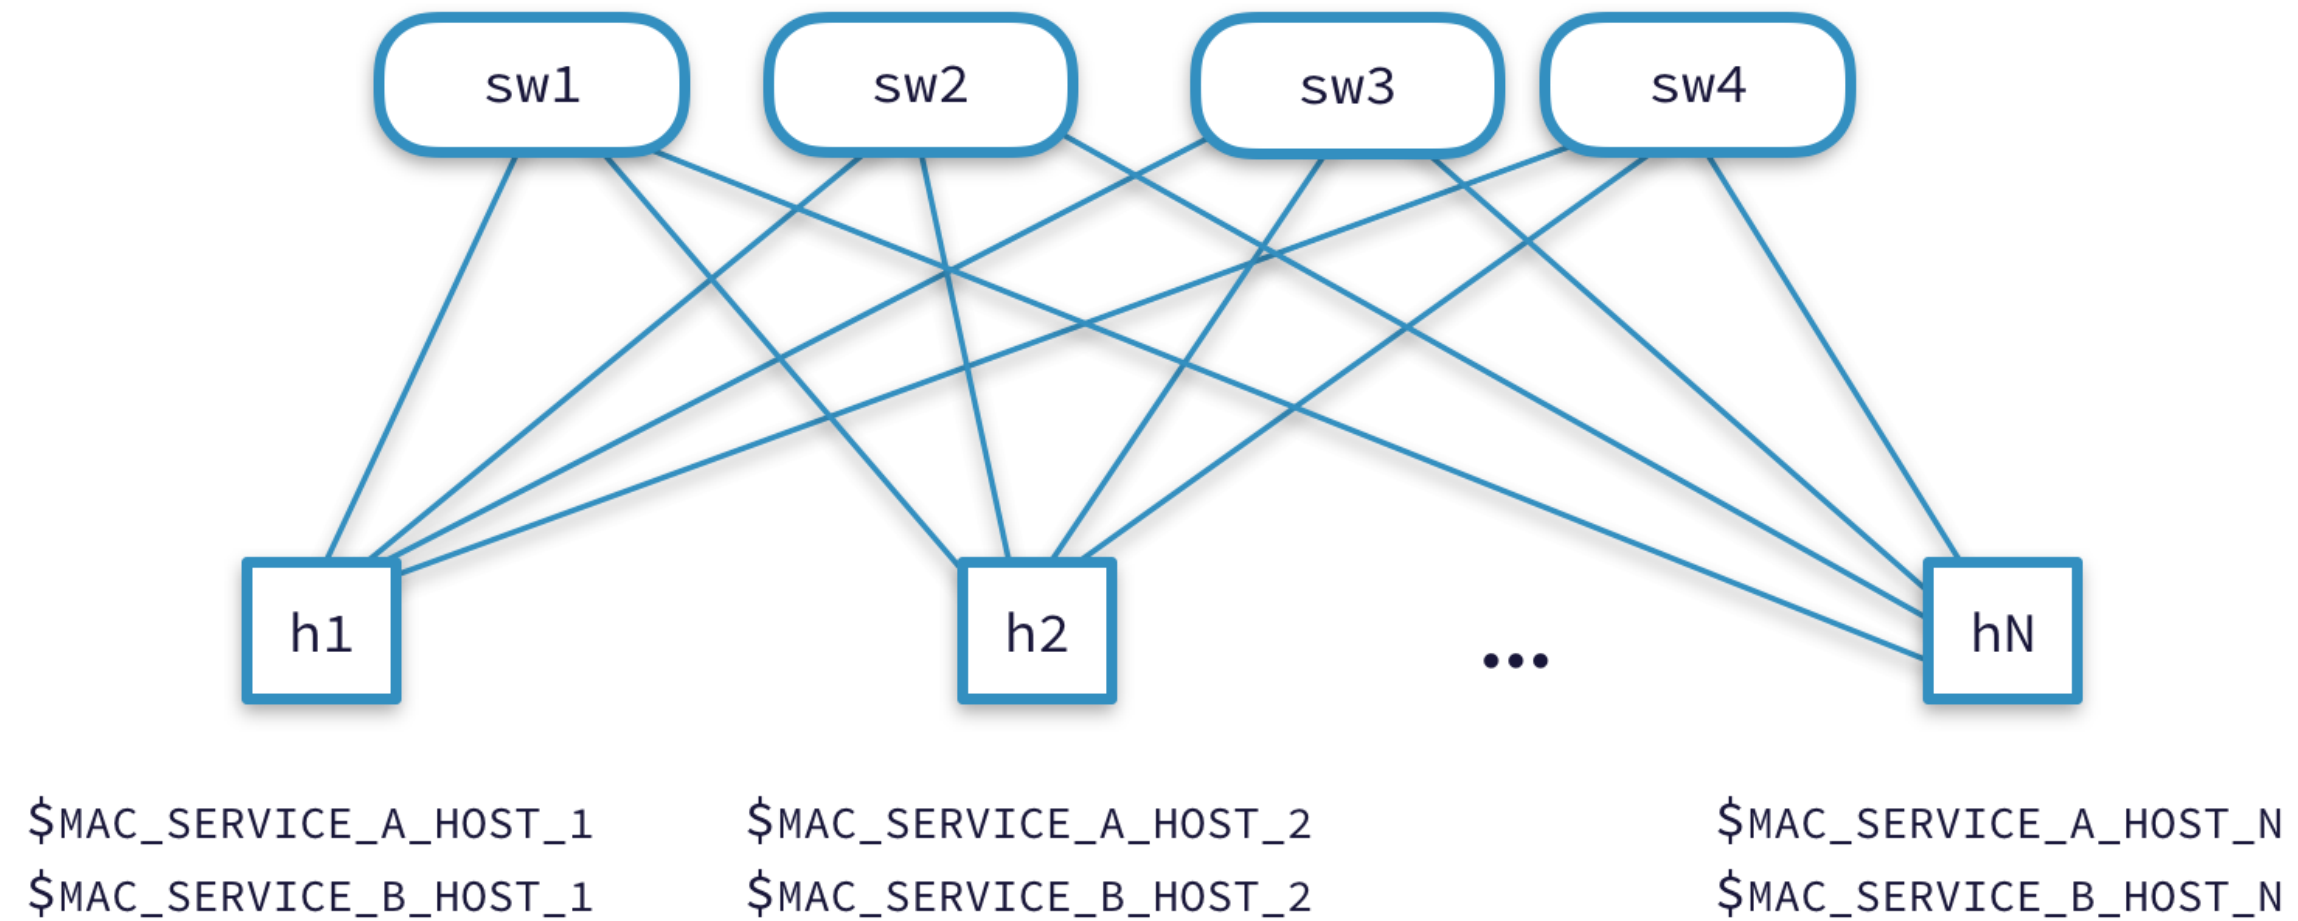 sw1 sw2 sw3 sw4
h1 h2 ... hN
$MAC_SERVICE_A_HOST_1 $MAC_SERVICE_A_HOST_2 $MAC_SERVICE_A_HOST_N
$MAC_SERVICE_B_HOST_1 $MAC_SERVICE_B_HOST_2 $MAC_SERVICE_B_HOST_N